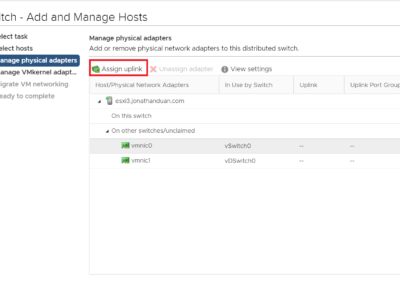 itch - Add and Manage Hosts
elect task
elect hosts
anage physical adapters
anage VMkernel adapt...
igrate VM networking
eady to complete
Manage physical adapters
Add or remove physical network adapters to this distributed switch.
Assign uplink Unassign adapter View settings
Host/Physical Network Adapters In Use by Switch Uplink Uplink Port Group
esxi3.jonathanduan.com
On this switch
On other switches/unclaimed
vmnic0 vSwitch0 -- --
vmnic1 vDSwitch0 -- --